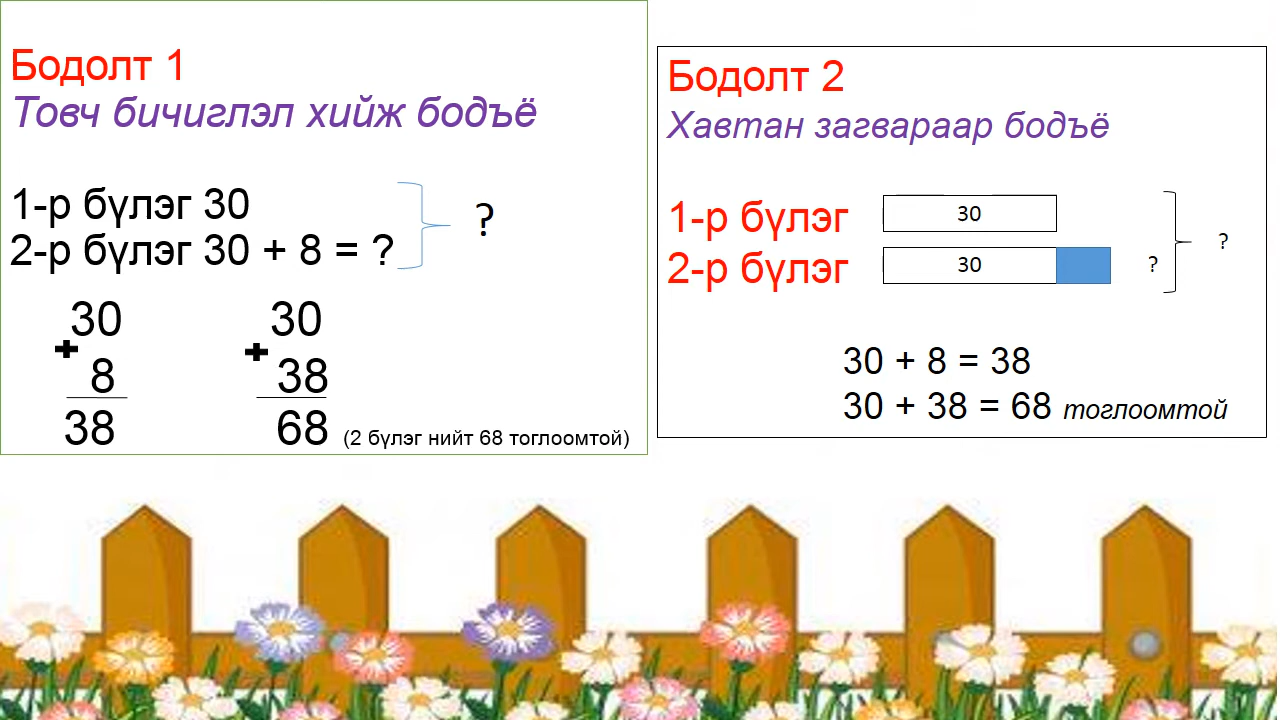 Бодолт 1
Товч бичиглэл хийж бодъё
1-р бүлэг 30
2-р бүлэг 30 + 8 = ?
?
30
+
8
38
30
+
38
68 (2 бүлэг нийт 68 тоглоомтой)
Бодолт 2
Хавтан загвараар бодъё
1-р бүлэг 30
2-р бүлэг 30 ?
?
30 + 8 = 38
30 + 38 = 68 тоглоомтой